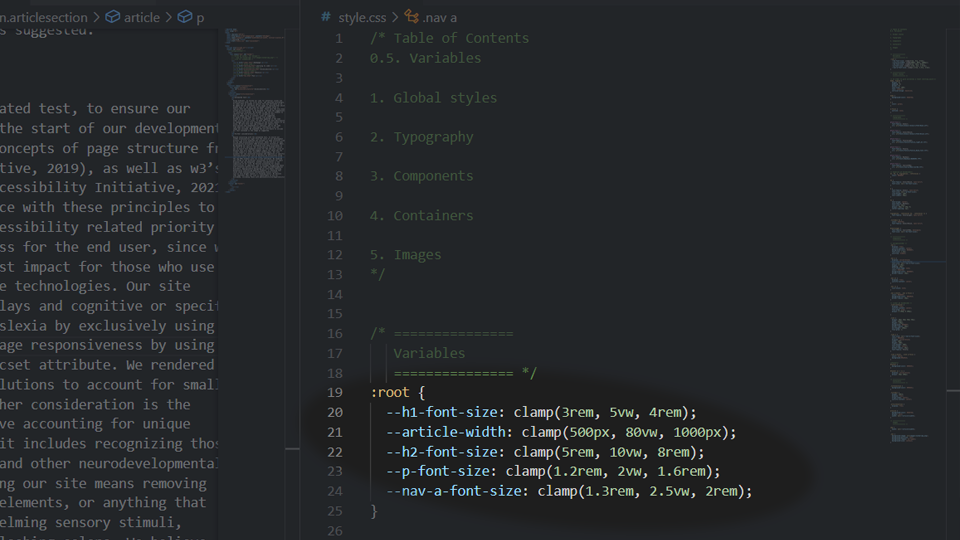 n.articlesection > article > p
s suggested.
ated test, to ensure our
the start of our development
oncepts of page structure fr
tive, 2019), as well as w3's
cessibility Initiative, 2021
ce with these principles to
essibility related priority
ss for the end user, since w
st impact for those who use
e technologies. Our site
lays and cognitive or specif
slexia by exclusively using
age responsiveness by using
cset attribute. We rendered
lutions to account for small
her consideration is the
ve accounting for unique
it includes recognizing thos
and other neurodevelopmental
ng our site means removing
elements, or anything that
elming sensory stimuli,
# style.css > .nav a
1 /* Table of Contents
2 0.5. Variables
3
4 1. Global styles
5
6 2. Typography
7
8 3. Components
9
10 4. Containers
11
12 5. Images
13 */
14
15
16 /* ===============
17 Variables
18 =============== */
19 :root {
20 --h1-font-size: clamp(3rem, 5vw, 4rem);
21 --article-width: clamp(500px, 80vw, 1000px);
22 --h2-font-size: clamp(5rem, 10vw, 8rem);
23 --p-font-size: clamp(1.2rem, 2vw, 1.6rem);
24 --nav-a-font-size: clamp(1.3rem, 2.5vw, 2rem);
25 }
26